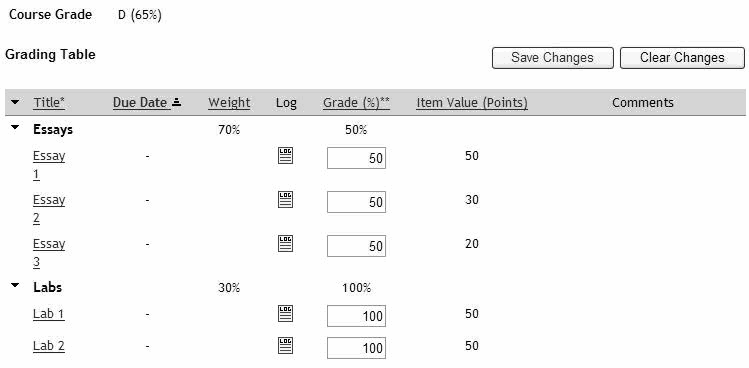 Course Grade D (65%)
Grading Table
Save Changes Clear Changes
Title* Due Date Weight Log Grade (%)** Item Value (Points) Comments
Essays 70% 50%
Essay 1 - LOG 50 50
Essay 2 - LOG 50 30
Essay 3 - LOG 50 20
Labs 30% 100%
Lab 1 - LOG 100 50
Lab 2 - LOG 100 50